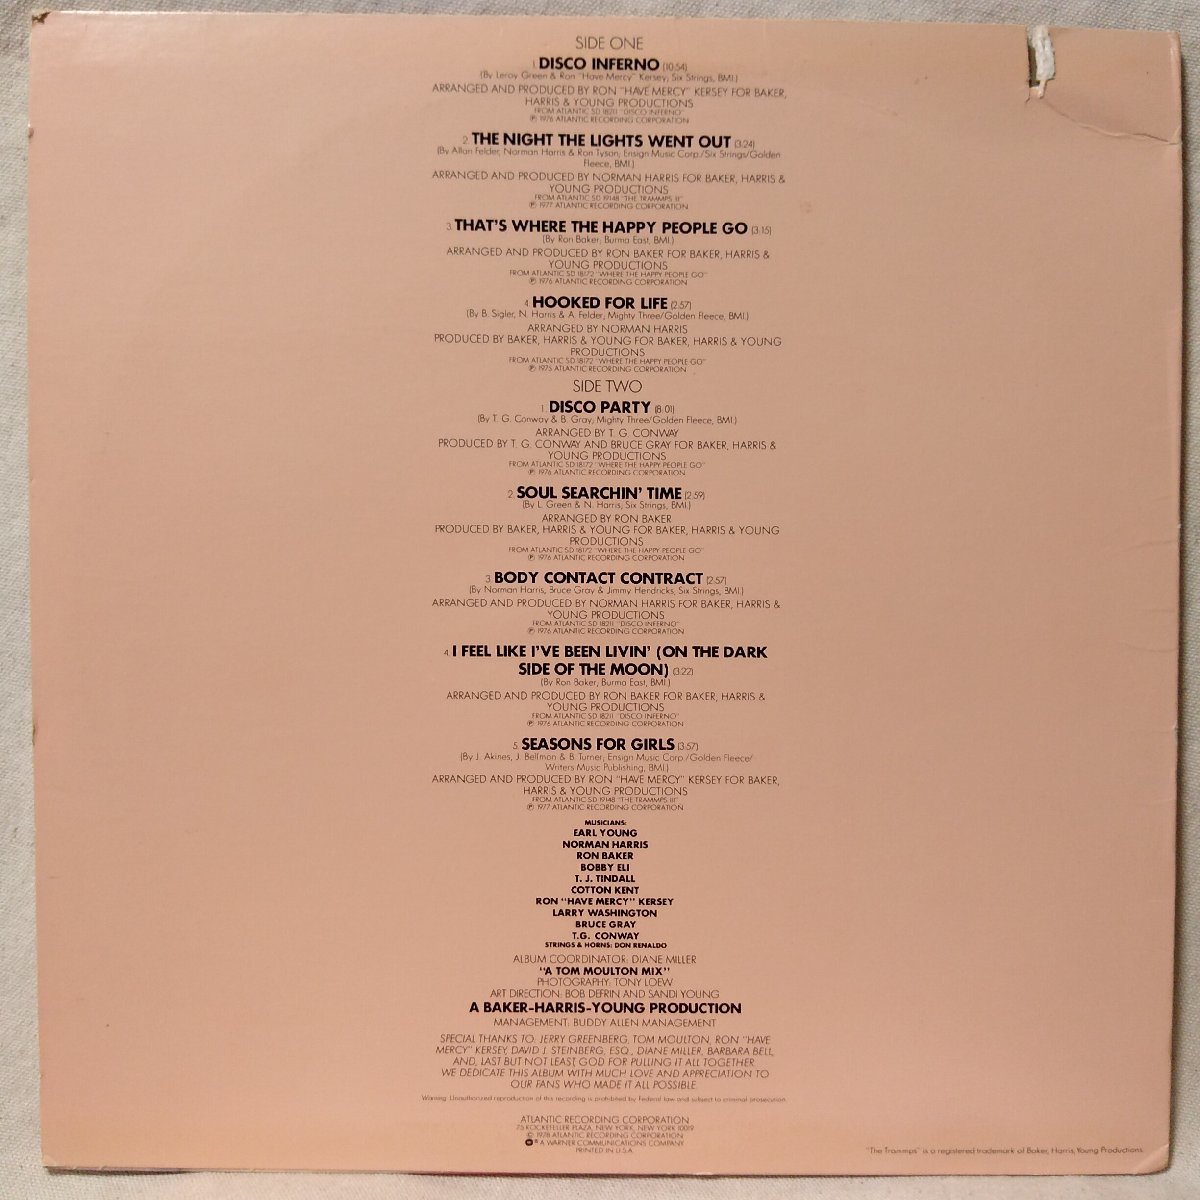 SIDE ONE
1. DISCO INFERNO (10:54)
(By Leroy Green & Ron "Have Mercy" Kersey; Six Strings, BMI.)
ARRANGED AND PRODUCED BY RON "HAVE MERCY" KERSEY FOR BAKER,
HARRIS & YOUNG PRODUCTIONS
FROM ATLANTIC SD 18211 "DISCO INFERNO"
℗ 1976 ATLANTIC RECORDING CORPORATION
2. THE NIGHT THE LIGHTS WENT OUT (3:24)
(By Allan Felder, Norman Harris & Ron Tyson; Ensign Music Corp./Six Strings/Golden
Fleece, BMI.)
ARRANGED AND PRODUCED BY NORMAN HARRIS FOR BAKER, HARRIS &
YOUNG PRODUCTIONS
FROM ATLANTIC SD 19148 "THE TRAMMPS III"
℗ 1977 ATLANTIC RECORDING CORPORATION
3. THAT'S WHERE THE HAPPY PEOPLE GO (3:15)
(By Ron Baker; Burma East, BMI.)
ARRANGED AND PRODUCED BY RON BAKER FOR BAKER, HARRIS &
YOUNG PRODUCTIONS
FROM ATLANTIC SD 18172 "WHERE THE HAPPY PEOPLE GO"
℗ 1976 ATLANTIC RECORDING CORPORATION
4. HOOKED FOR LIFE (2:57)
(By B. Sigler, N. Harris & A. Felder; Mighty Three/Golden Fleece, BMI.)
ARRANGED BY NORMAN HARRIS
PRODUCED BY BAKER, HARRIS & YOUNG FOR BAKER, HARRIS & YOUNG
PRODUCTIONS
FROM ATLANTIC SD 18172 "WHERE THE HAPPY PEOPLE GO"
℗ 1975 ATLANTIC RECORDING CORPORATION
SIDE TWO
1. DISCO PARTY (8:01)
(By T. G. Conway & B. Gray; Mighty Three/Golden Fleece, BMI.)
ARRANGED BY T. G. CONWAY
PRODUCED BY T. G. CONWAY AND BRUCE GRAY FOR BAKER, HARRIS &
YOUNG PRODUCTIONS
FROM ATLANTIC SD 18172 "WHERE THE HAPPY PEOPLE GO"
℗ 1976 ATLANTIC RECORDING CORPORATION
2. SOUL SEARCHIN' TIME (2:59)
(By L. Green & N. Harris; Six Strings, BMI.)
ARRANGED BY RON BAKER
PRODUCED BY BAKER, HARRIS & YOUNG FOR BAKER, HARRIS & YOUNG
PRODUCTIONS
FROM ATLANTIC SD 18172 "WHERE THE HAPPY PEOPLE GO"
℗ 1976 ATLANTIC RECORDING CORPORATION
3. BODY CONTACT CONTRACT (2:57)
(By Norman Harris, Bruce Gray & Jimmy Hendricks; Six Strings, BMI.)
ARRANGED AND PRODUCED BY NORMAN HARRIS FOR BAKER, HARRIS &
YOUNG PRODUCTIONS
FROM ATLANTIC SD 18211 "DISCO INFERNO"
℗ 1976 ATLANTIC RECORDING CORPORATION
4. I FEEL LIKE I'VE BEEN LIVIN' (ON THE DARK
SIDE OF THE MOON) (3:22)
(By Ron Baker; Burma East, BMI.)
ARRANGED AND PRODUCED BY RON BAKER FOR BAKER, HARRIS &
YOUNG PRODUCTIONS
FROM ATLANTIC SD 18211 "DISCO INFERNO"
℗ 1976 ATLANTIC RECORDING CORPORATION
5. SEASONS FOR GIRLS (3:57)
(By J. Akines, J. Bellmon & B. Turner; Ensign Music Corp./Golden Fleece/
Writers Music Publishing, BMI.)
ARRANGED AND PRODUCED BY RON "HAVE MERCY" KERSEY FOR BAKER,
HARRIS & YOUNG PRODUCTIONS
FROM ATLANTIC SD 19148 "THE TRAMMPS III"
℗ 1977 ATLANTIC RECORDING CORPORATION
MUSICIANS:
EARL YOUNG
NORMAN HARRIS
RON BAKER
BOBBY ELI
T. J. TINDALL
COTTON KENT
RON "HAVE MERCY" KERSEY
LARRY WASHINGTON
BRUCE GRAY
T.G. CONWAY
STRINGS & HORNS: DON RENALDO
ALBUM COORDINATOR: DIANE MILLER
"A TOM MOULTON MIX"
PHOTOGRAPHY: TONY LOEW
ART DIRECTION: BOB DEFRIN AND SANDI YOUNG
A BAKER-HARRIS-YOUNG PRODUCTION
MANAGEMENT: BUDDY ALLEN MANAGEMENT
SPECIAL THANKS TO: JERRY GREENBERG, TOM MOULTON, RON "HAVE
MERCY" KERSEY, DAVID J. STEINBERG, ESQ., DIANE MILLER, BARBARA BELL,
AND, LAST BUT NOT LEAST, GOD FOR PULLING IT ALL TOGETHER.
WE DEDICATE THIS ALBUM WITH MUCH LOVE AND APPRECIATION TO
OUR FANS WHO MADE IT ALL POSSIBLE.
Warning: Unauthorized reproduction of this recording is prohibited by Federal law and subject to criminal prosecution.
ATLANTIC RECORDING CORPORATION
75 ROCKEFELLER PLAZA, NEW YORK, NEW YORK 10019
© 1978 ATLANTIC RECORDING CORPORATION
® A WARNER COMMUNICATIONS COMPANY
PRINTED IN U.S.A.
"The Trammps" is a registered trademark of Baker, Harris, Young Productions.